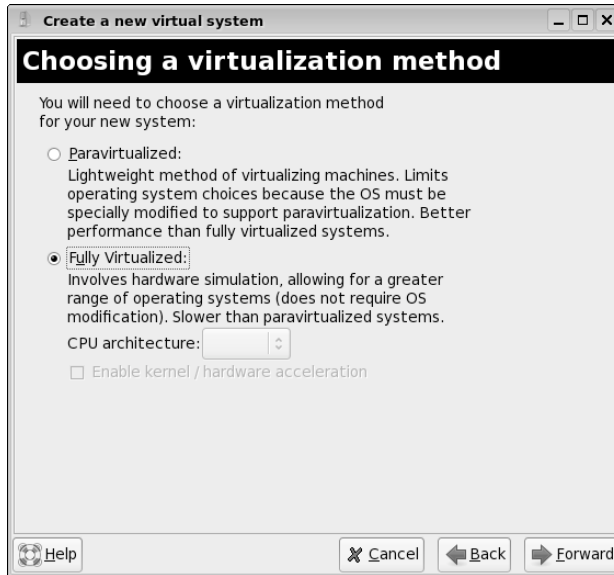 Create a new virtual system
Choosing a virtualization method
You will need to choose a virtualization method
for your new system:
Paravirtualized:
Lightweight method of virtualizing machines. Limits
operating system choices because the OS must be
specially modified to support paravirtualization. Better
performance than fully virtualized systems.
Fully Virtualized:
Involves hardware simulation, allowing for a greater
range of operating systems (does not require OS
modification). Slower than paravirtualized systems.
CPU architecture:
Enable kernel / hardware acceleration
Help
Cancel
Back
Forward